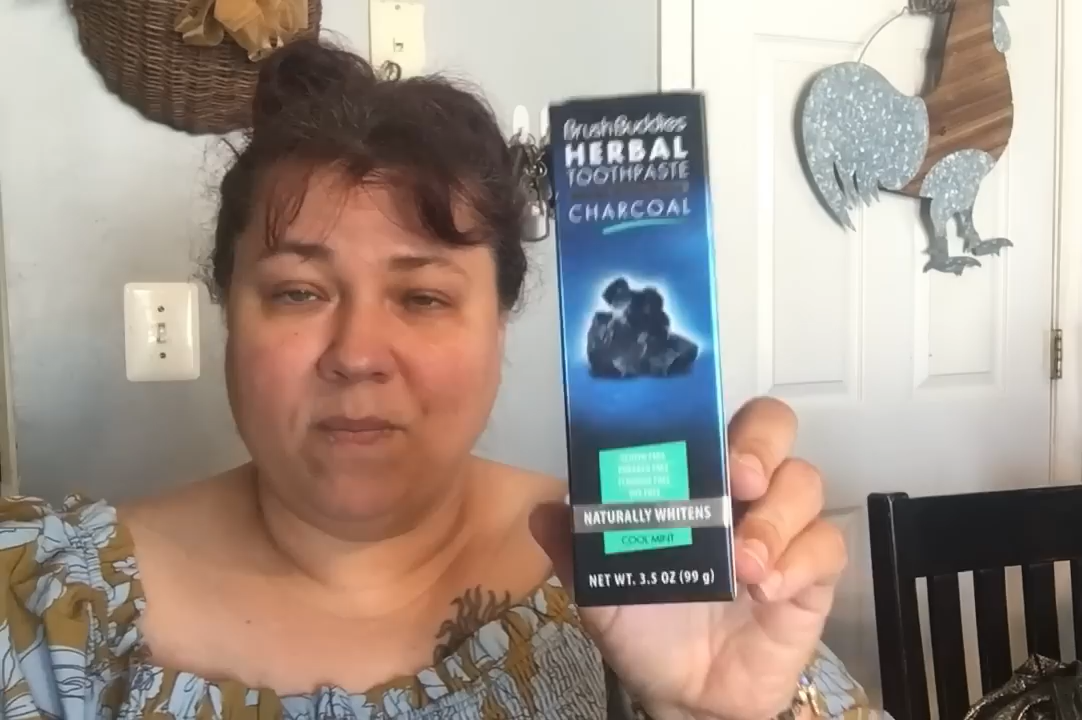 BrushBuddies
HERBAL
TOOTHPASTE
CHARCOAL
NATURALLY WHITENS
COOL MINT
NET WT. 3.5 OZ (99 g)